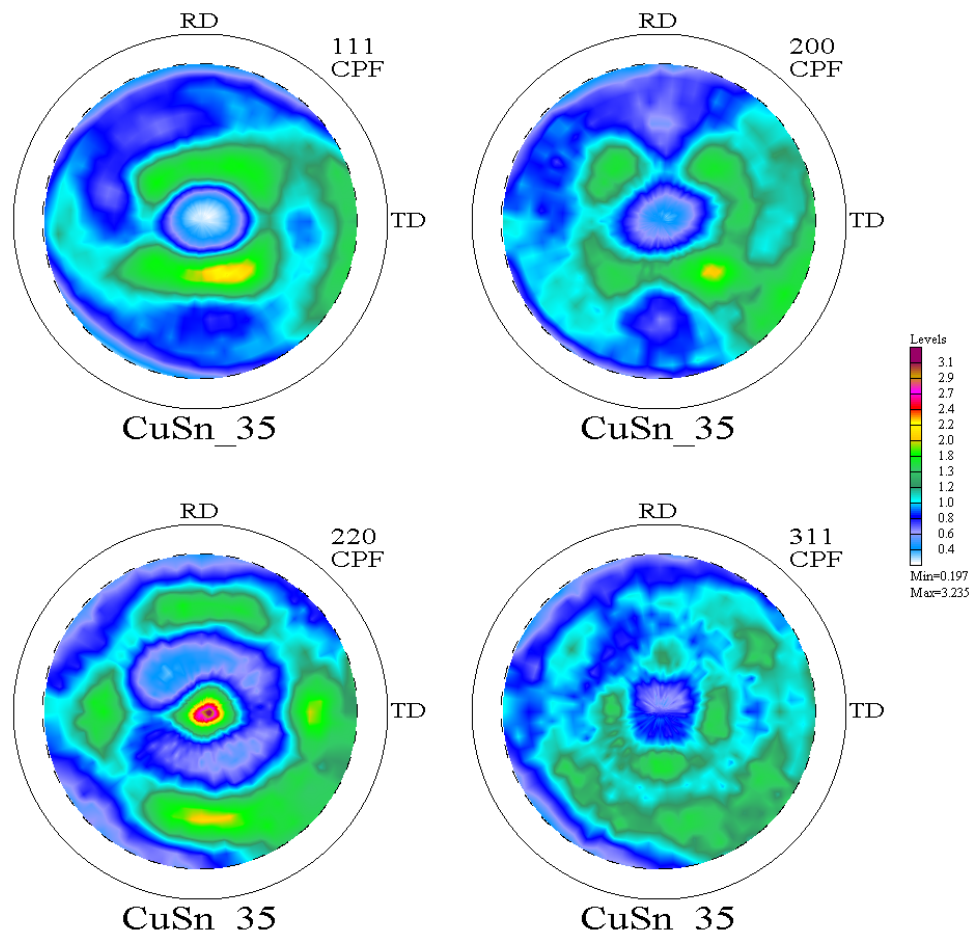 RD
111
CPF
TD
CuSn_35
RD
200
CPF
TD
CuSn_35
Levels
3.1
2.9
2.7
2.4
2.2
2.0
1.8
1.3
1.2
1.0
0.8
0.6
0.4
Min=0.197
Max=3.235
RD
220
CPF
TD
CuSn_35
RD
311
CPF
TD
CuSn_35